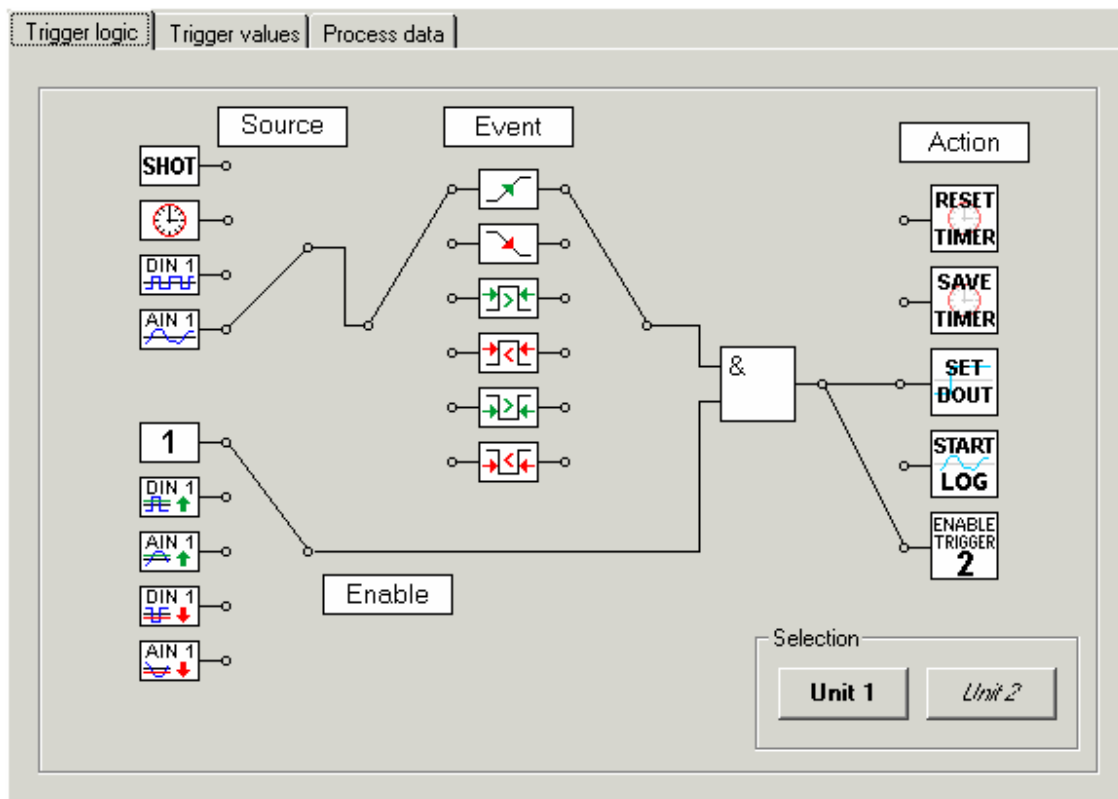 Trigger logic
Trigger values
Process data
Source
Event
Action
SHOT
DIN 1
AIN 1
1
DIN 1
AIN 1
DIN 1
AIN 1
Enable
&
RESET
TIMER
SAVE
TIMER
SET
DOUT
START
LOG
ENABLE
TRIGGER
2
Selection
Unit 1
Unit 2